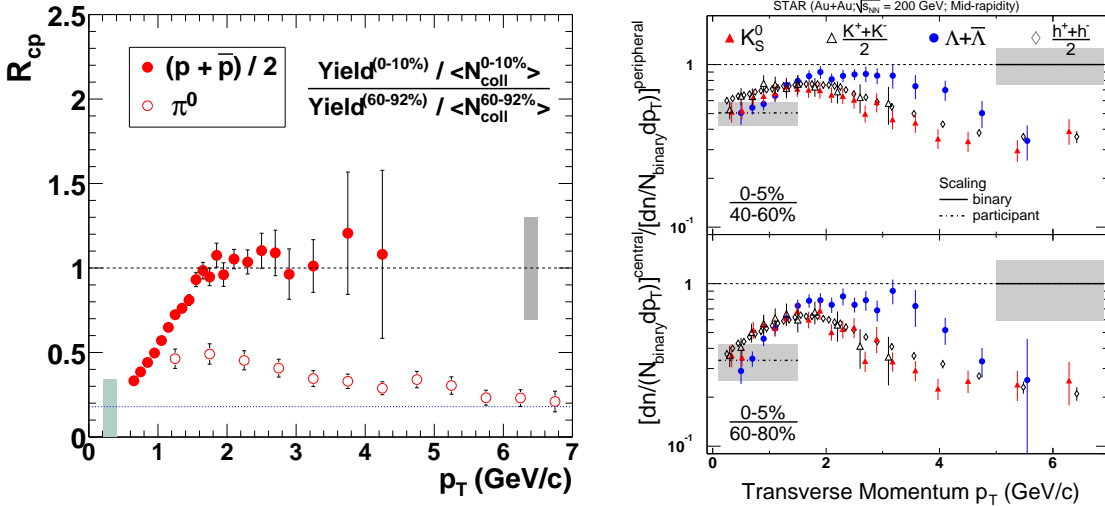 2.5
2
1.5
1
0.5
0
R_cp
(p + p̅) / 2
π⁰
Yield^(0-10%) / <N_coll^0-10%>
Yield^(60-92%) / <N_coll^60-92%>
0 1 2 3 4 5 6 7
p_T (GeV/c)
STAR (Au+Au; √s_NN = 200 GeV; Mid-rapidity)
K_S^0
K⁺+K⁻
2
Λ+Λ̅
h⁺+h⁻
2
[dn/(N_binary dp_T)]^central/[dn/N_binary dp_T)]^peripheral
1
0-5%
40-60%
Scaling
binary
participant
10⁻¹
1
0-5%
60-80%
10⁻¹
0 2 4 6
Transverse Momentum p_T (GeV/c)